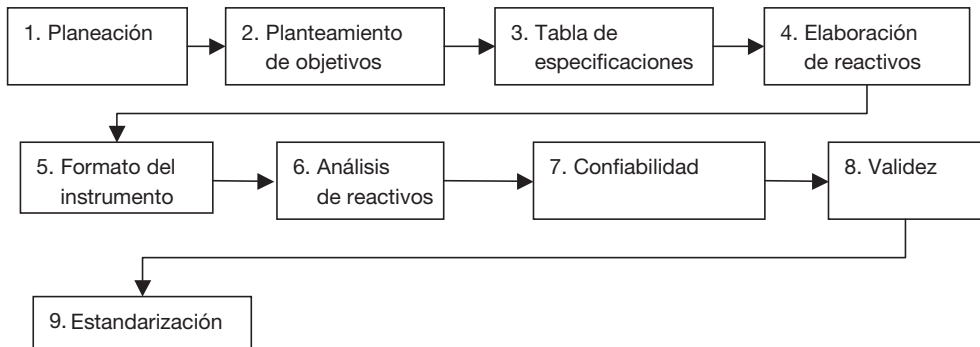 1. Planeación
2. Planteamiento
de objetivos
3. Tabla de
especificaciones
4. Elaboración
de reactivos
5. Formato del
instrumento
6. Análisis
de reactivos
7. Confiabilidad
8. Validez
9. Estandarización